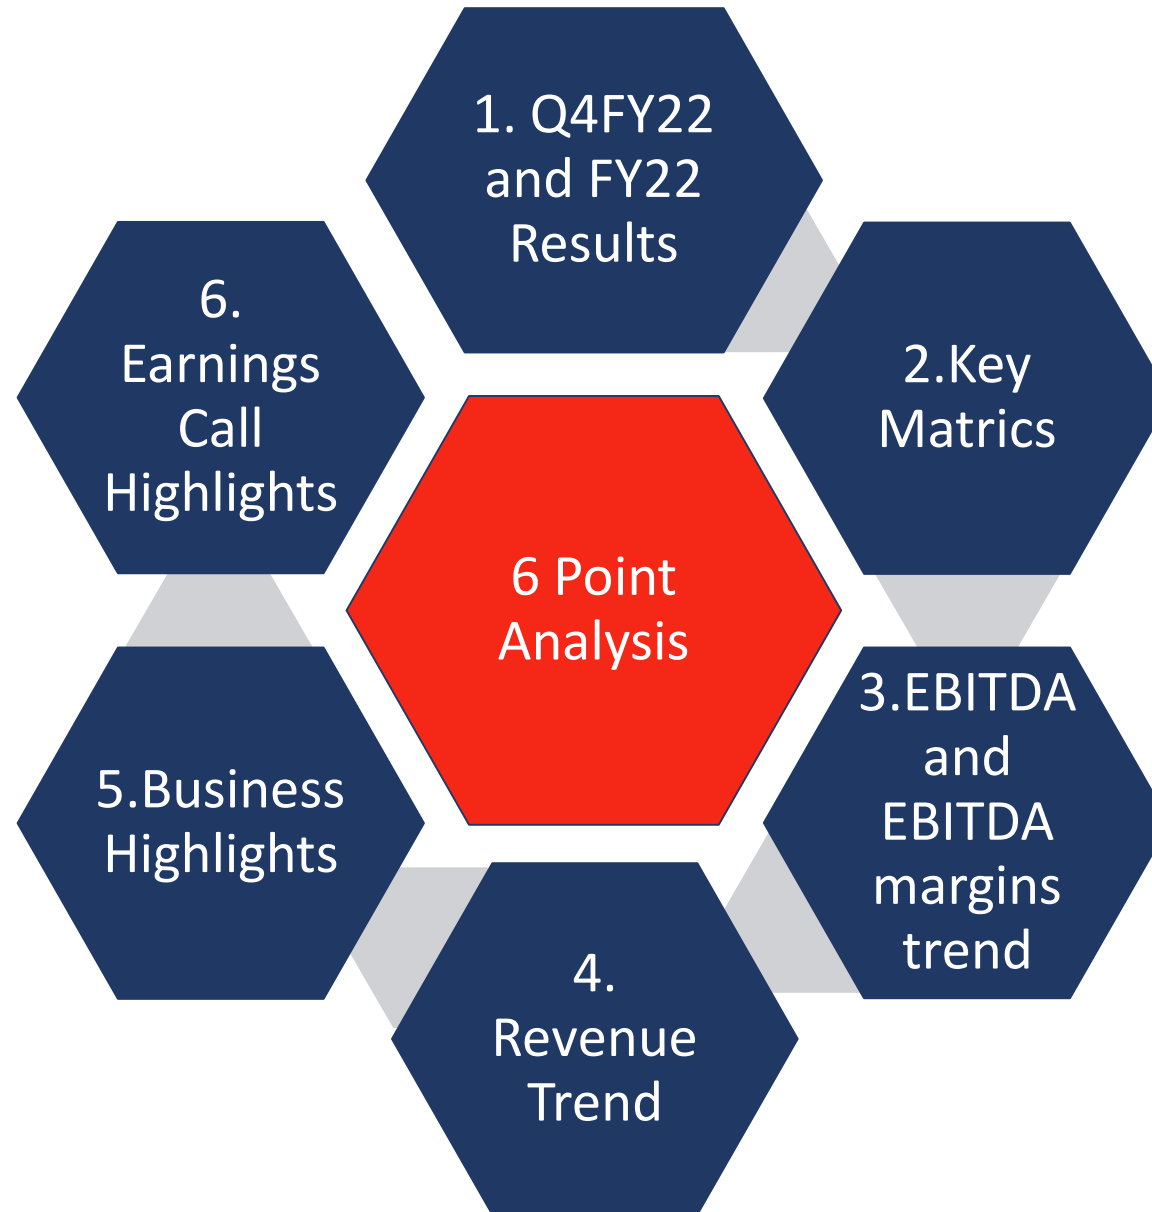 1. Q4FY22
and FY22
Results
2.Key
Matrics
3.EBITDA
and
EBITDA
margins
trend
4.
Revenue
Trend
5.Business
Highlights
6.
Earnings
Call
Highlights
6 Point
Analysis